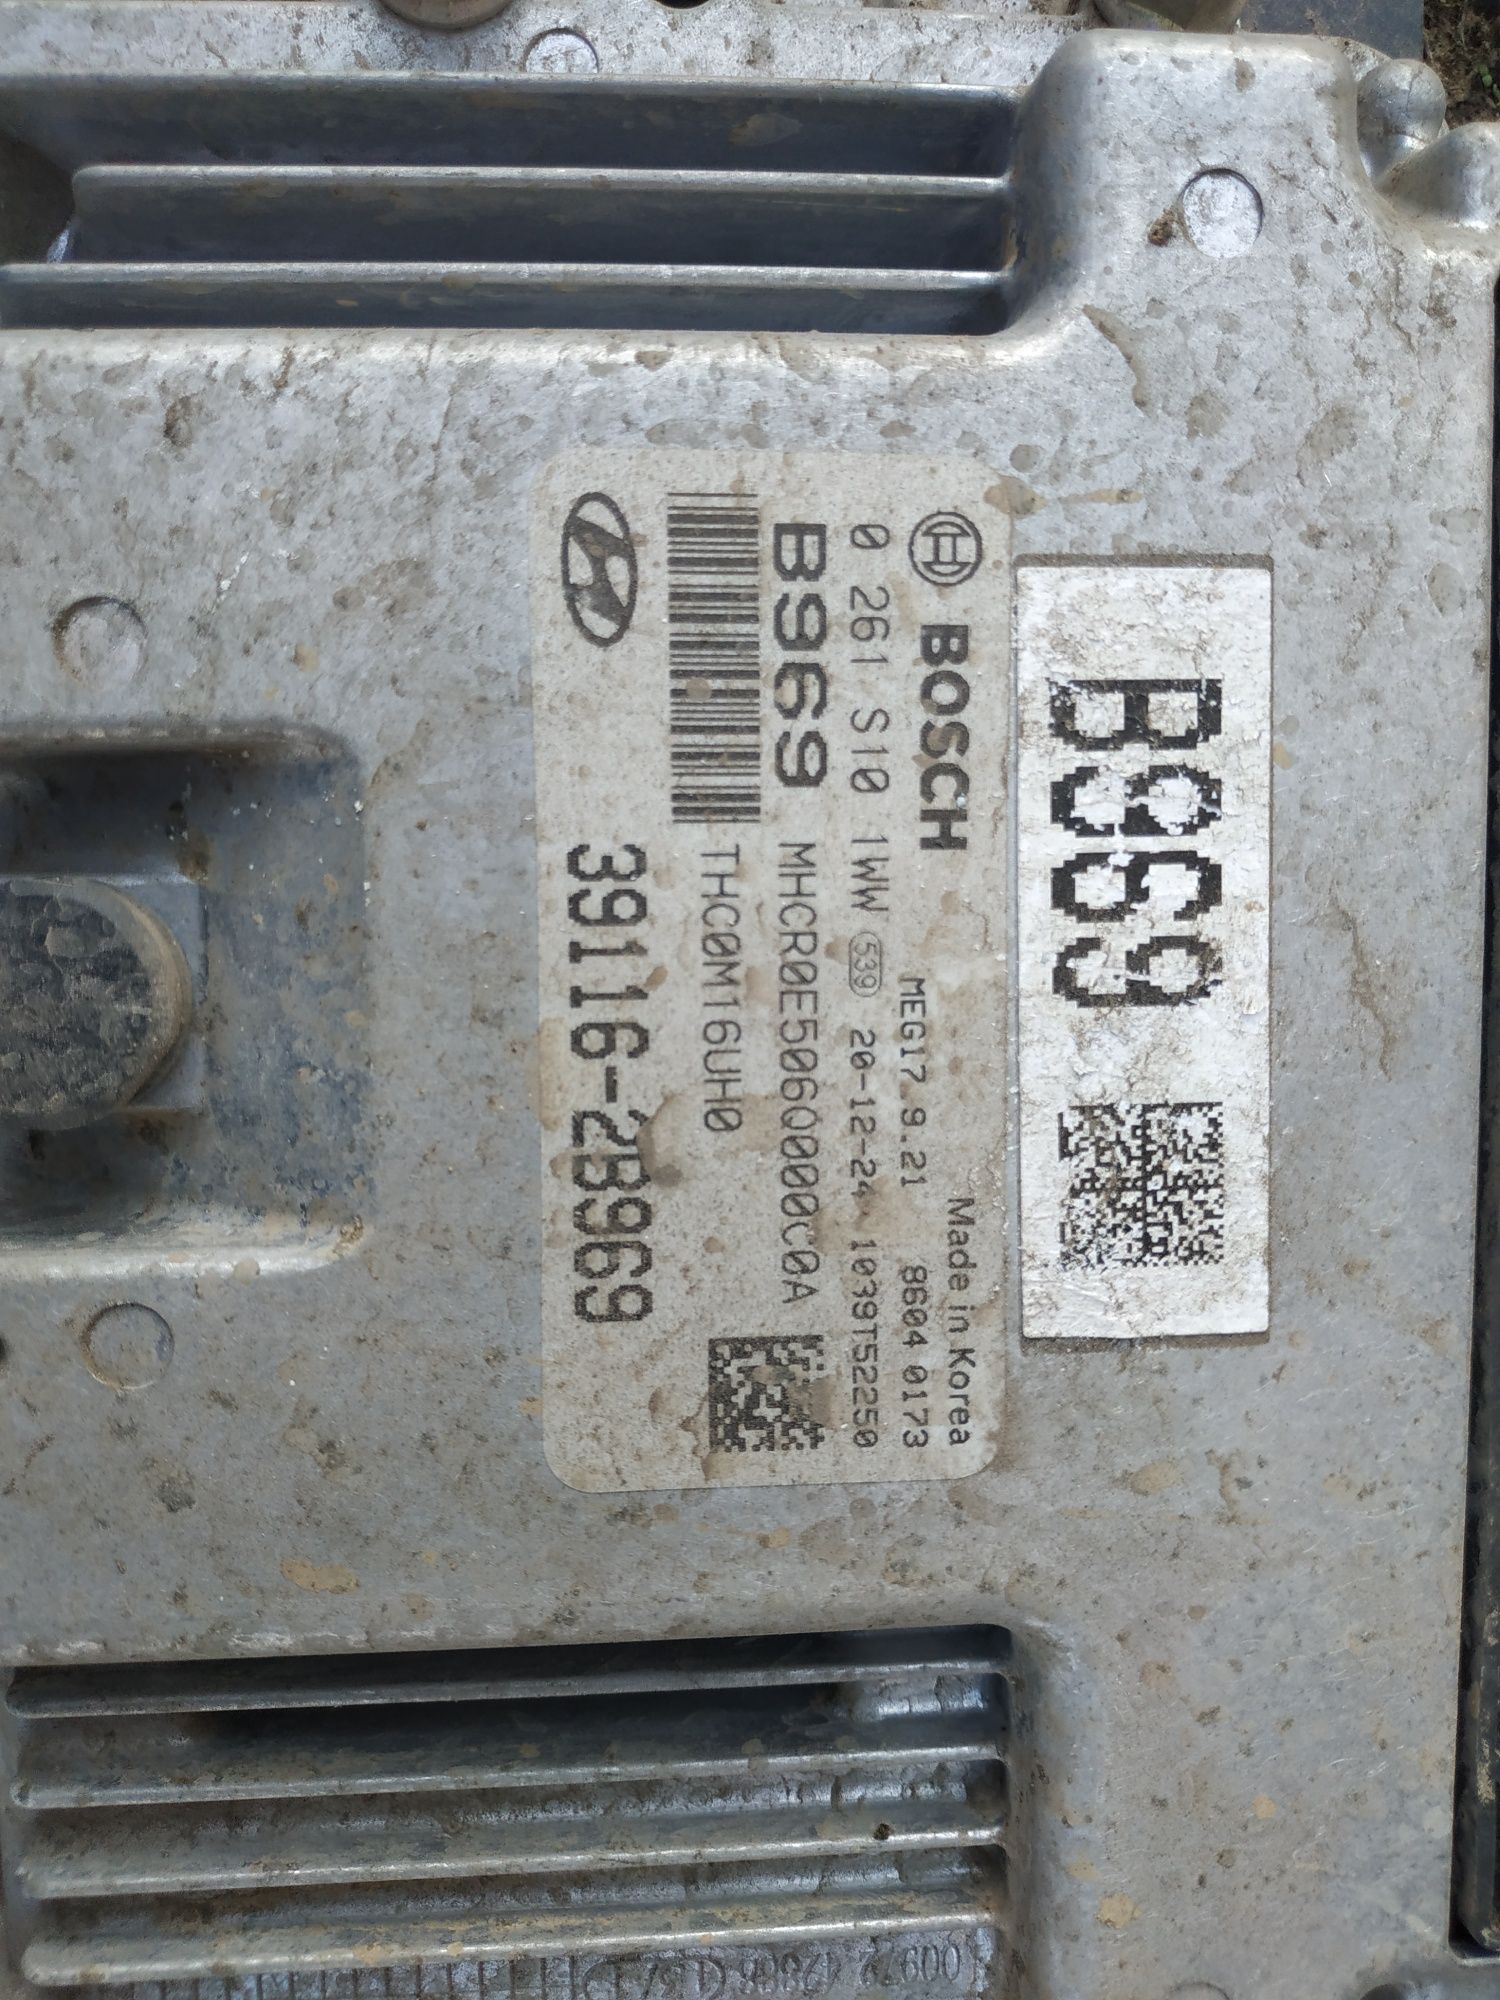 B969
BOSCH
Made in Korea
MEG17.9.21 8604 0173
0 261 S10 1WW 539 20-12-24 1039T52250
B969 MHCR0E506Q000C0A
THC0M16UH0
39116-2B969